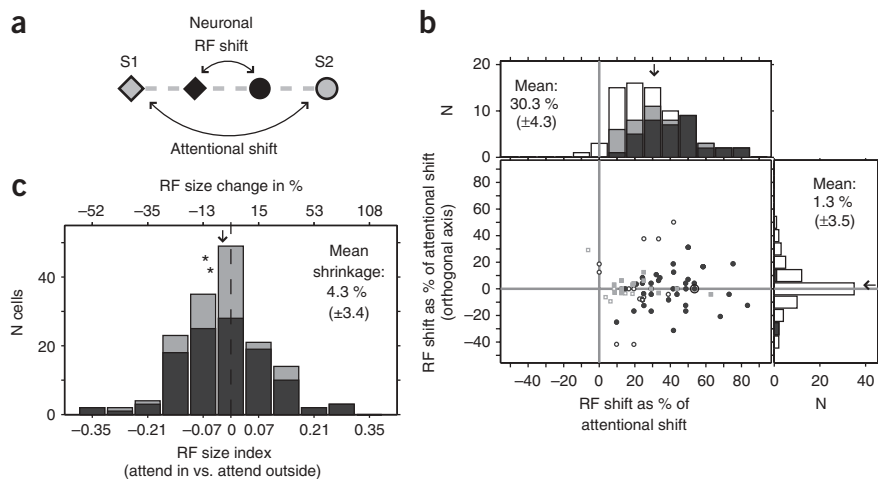 a
Neuronal
RF shift
S1
S2
Attentional shift
b
20
10
0
N
Mean:
30.3 %
(±4.3)
80
60
40
20
0
−20
−40
RF shift as % of attentional shift
(orthogonal axis)
−40 −20 0 20 40 60 80
RF shift as % of
attentional shift
Mean:
1.3 %
(±3.5)
0 20 40
N
c
RF size change in %
−52 −35 −13 15 53 108
40
20
0
N cells
* *
Mean
shrinkage:
4.3 %
(±3.4)
−0.35 −0.21 −0.07 0 0.07 0.21 0.35
RF size index
(attend in vs. attend outside)